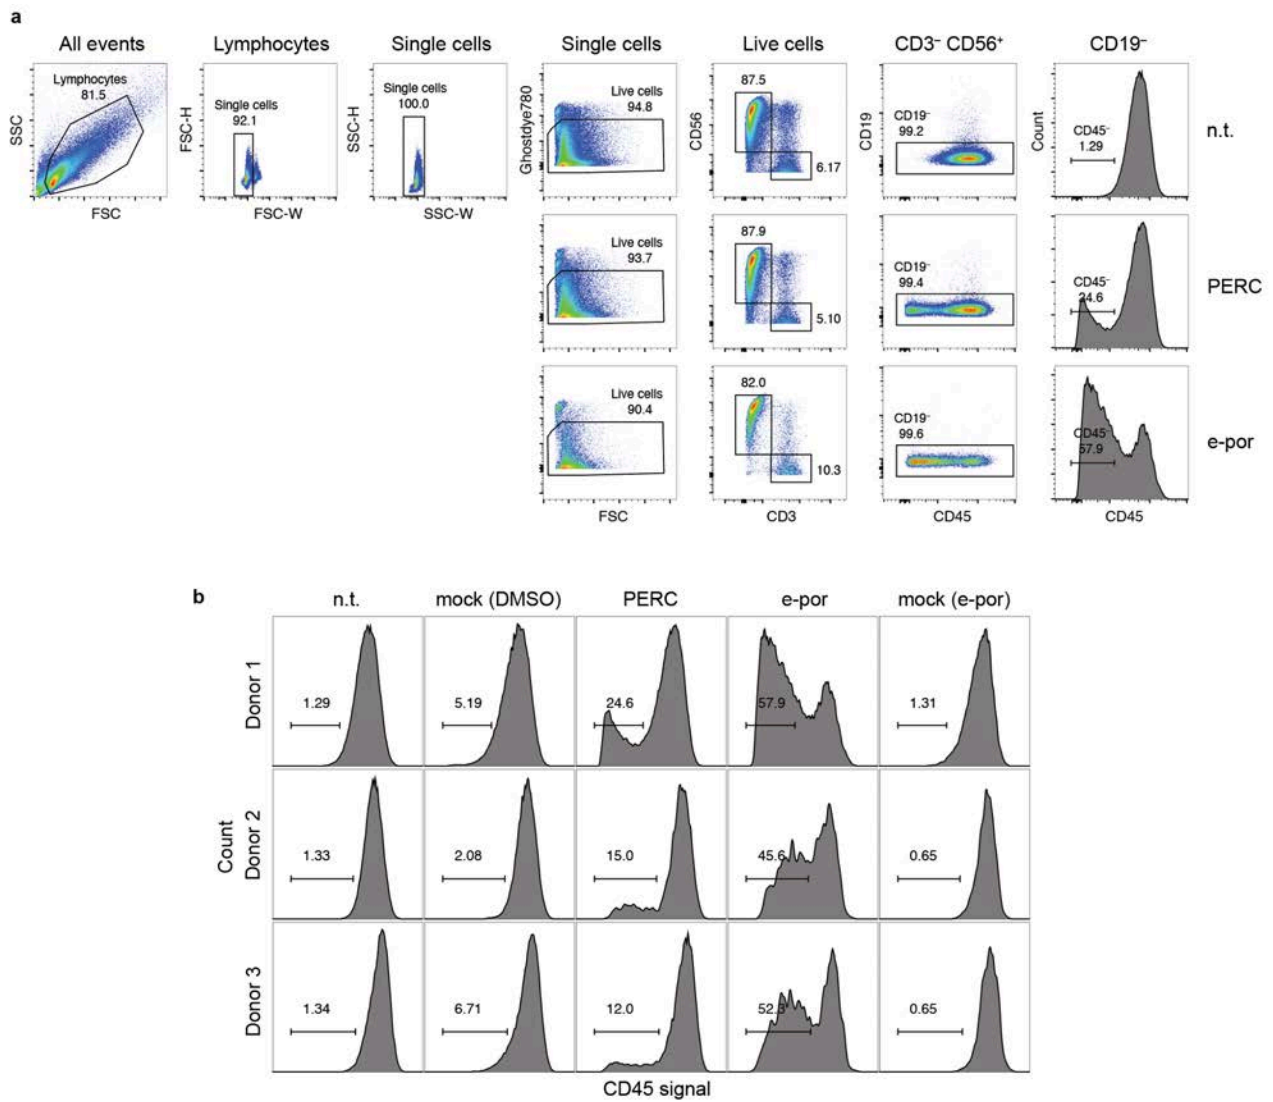 a
All events
Lymphocytes
Single cells
Single cells
Live cells
CD3⁻ CD56⁺
CD19⁻
Lymphocytes
81.5
SSC
FSC
Single cells
92.1
FSC-H
FSC-W
Single cells
100.0
SSC-H
SSC-W
Ghostdye780
Live cells
94.8
CD56
87.5
6.17
CD19
CD19⁻
99.2
Count
CD45⁻
1.29
n.t.
Live cells
93.7
87.9
5.10
CD19⁻
99.4
CD45⁻
24.6
PERC
Live cells
90.4
82.0
10.3
CD19⁻
99.6
CD45⁻
57.9
e-por
FSC
CD3
CD45
CD45
b
n.t.
mock (DMSO)
PERC
e-por
mock (e-por)
Donor 1
1.29
5.19
24.6
57.9
1.31
Count
Donor 2
1.33
2.08
15.0
45.6
0.65
Donor 3
1.34
6.71
12.0
52.3
0.65
CD45 signal